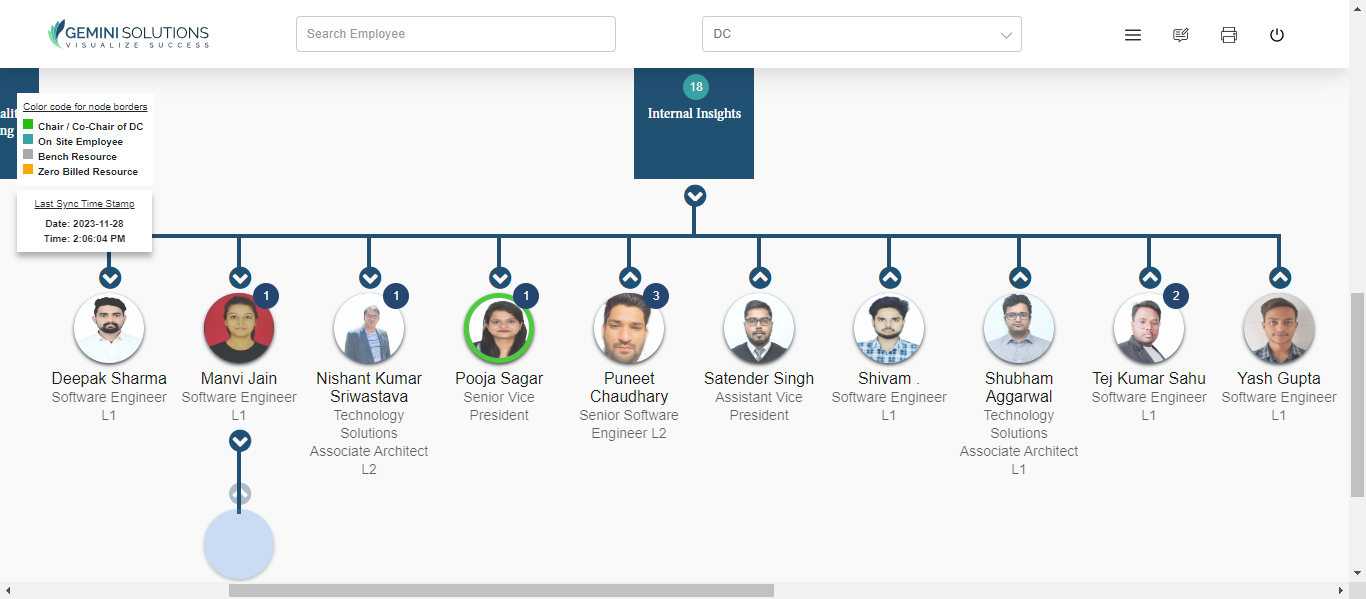 GEMINI SOLUTIONS
VISUALIZE SUCCESS
Search Employee
DC
18
Internal Insights
Color code for node borders
Chair / Co-Chair of DC
On Site Employee
Bench Resource
Zero Billed Resource
Last Sync Time Stamp
Date: 2023-11-28
Time: 2:06:04 PM
Deepak Sharma
Software Engineer
L1
1
Manvi Jain
Software Engineer
L1
1
Nishant Kumar
Sriwastava
Technology
Solutions
Associate Architect
L2
1
Pooja Sagar
Senior Vice
President
3
Puneet
Chaudhary
Senior Software
Engineer L2
Satender Singh
Assistant Vice
President
Shivam .
Software Engineer
L1
Shubham
Aggarwal
Technology
Solutions
Associate Architect
L1
2
Tej Kumar Sahu
Software Engineer
L1
Yash Gupta
Software Engineer
L1